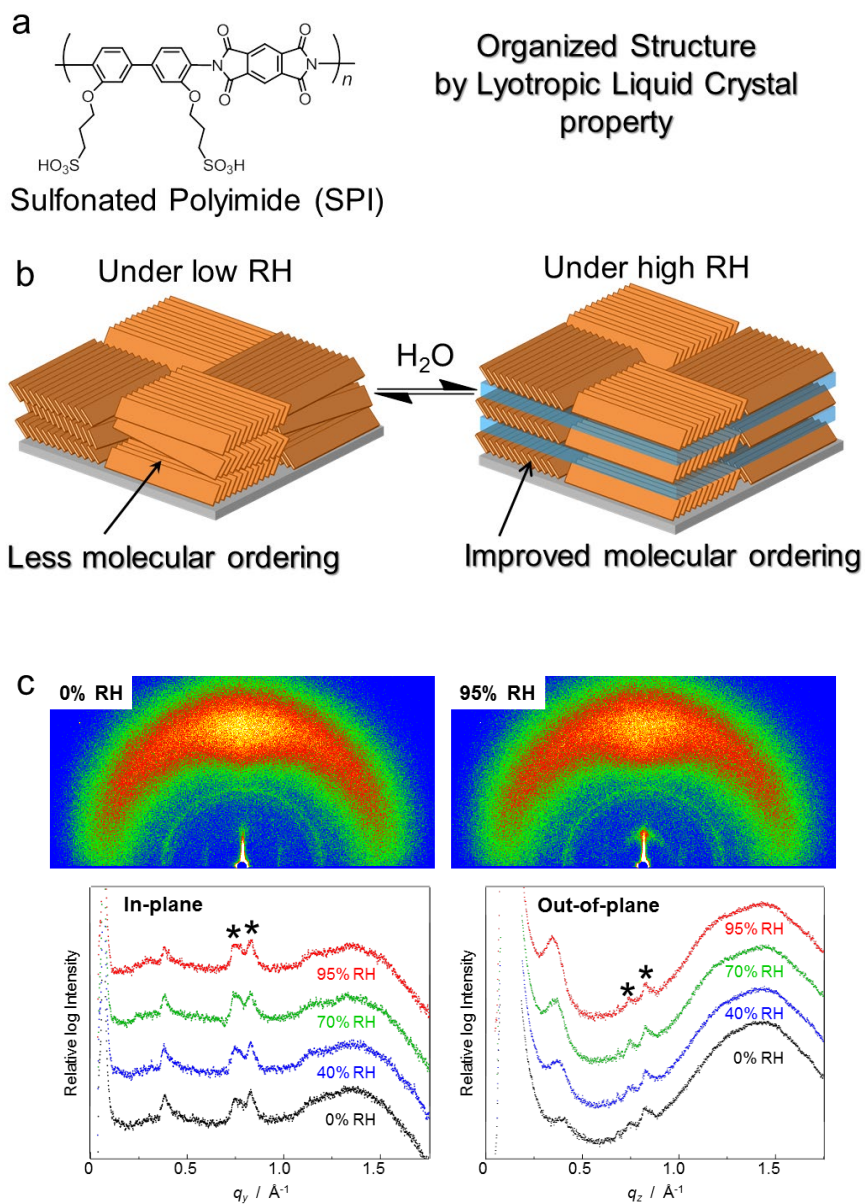 a
Organized Structure
by Lyotropic Liquid Crystal
property
O
O
N
N
O
O
n
O
O
HO₃S
SO₃H
Sulfonated Polyimide (SPI)
b
Under low RH
Under high RH
H₂O
Less molecular ordering
Improved molecular ordering
c
0% RH
95% RH
In-plane
* *
95% RH
70% RH
40% RH
0% RH
Relative log Intensity
0 0.5 1.0 1.5
q_y / Å⁻¹
Out-of-plane
* *
95% RH
70% RH
40% RH
0% RH
Relative log Intensity
0 0.5 1.0 1.5
q_z / Å⁻¹